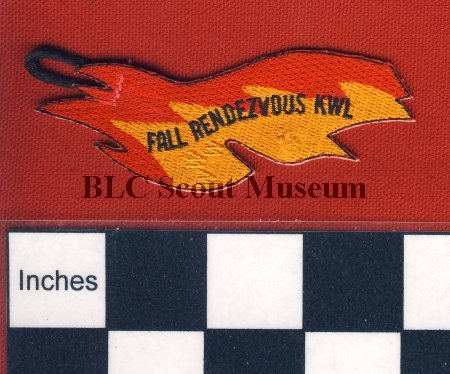 FALL RENDEZVOUS KWL
BLC Scout Museum
Inches